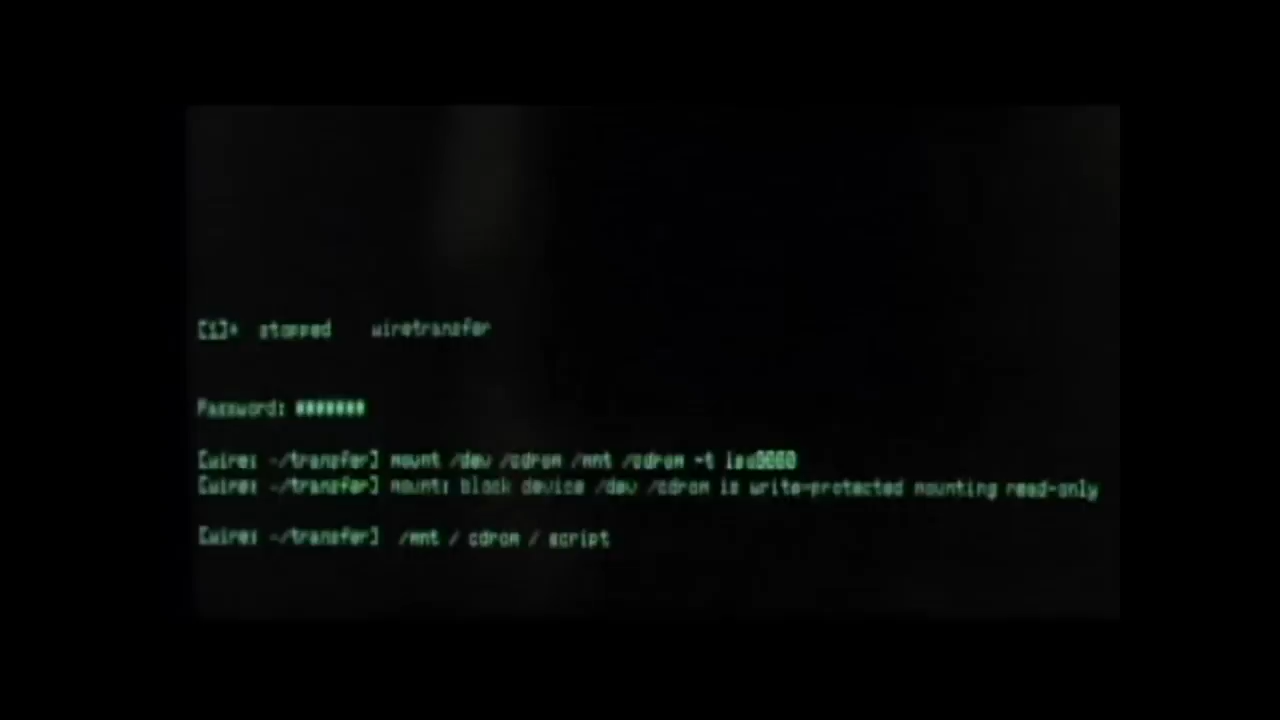 [1]+ stopped wiretransfer
Password: *******
[wire: ~/transfer] mount /dev /cdrom /mnt /cdrom -t iso9660
[wire: ~/transfer] mount: block device /dev /cdrom is write-protected mounting read-only
[wire: ~/transfer] /mnt / cdrom / script